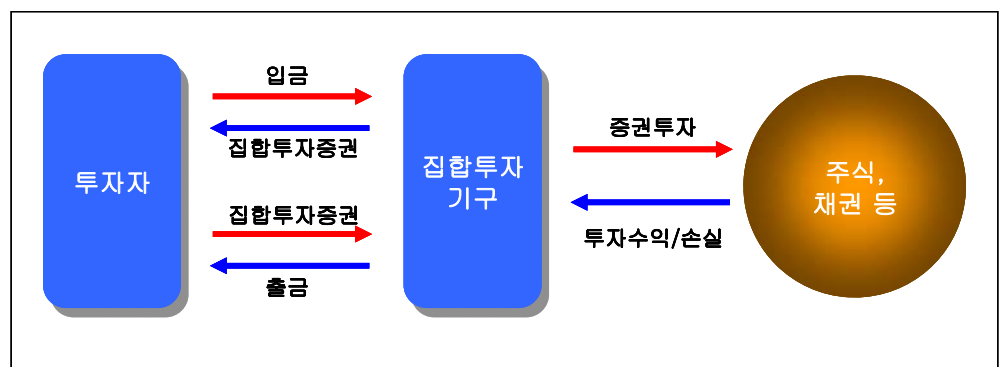 투자자
입금
집합투자증권
집합투자증권
출금
집합투자
기구
증권투자
투자수익/손실
주식,
채권 등